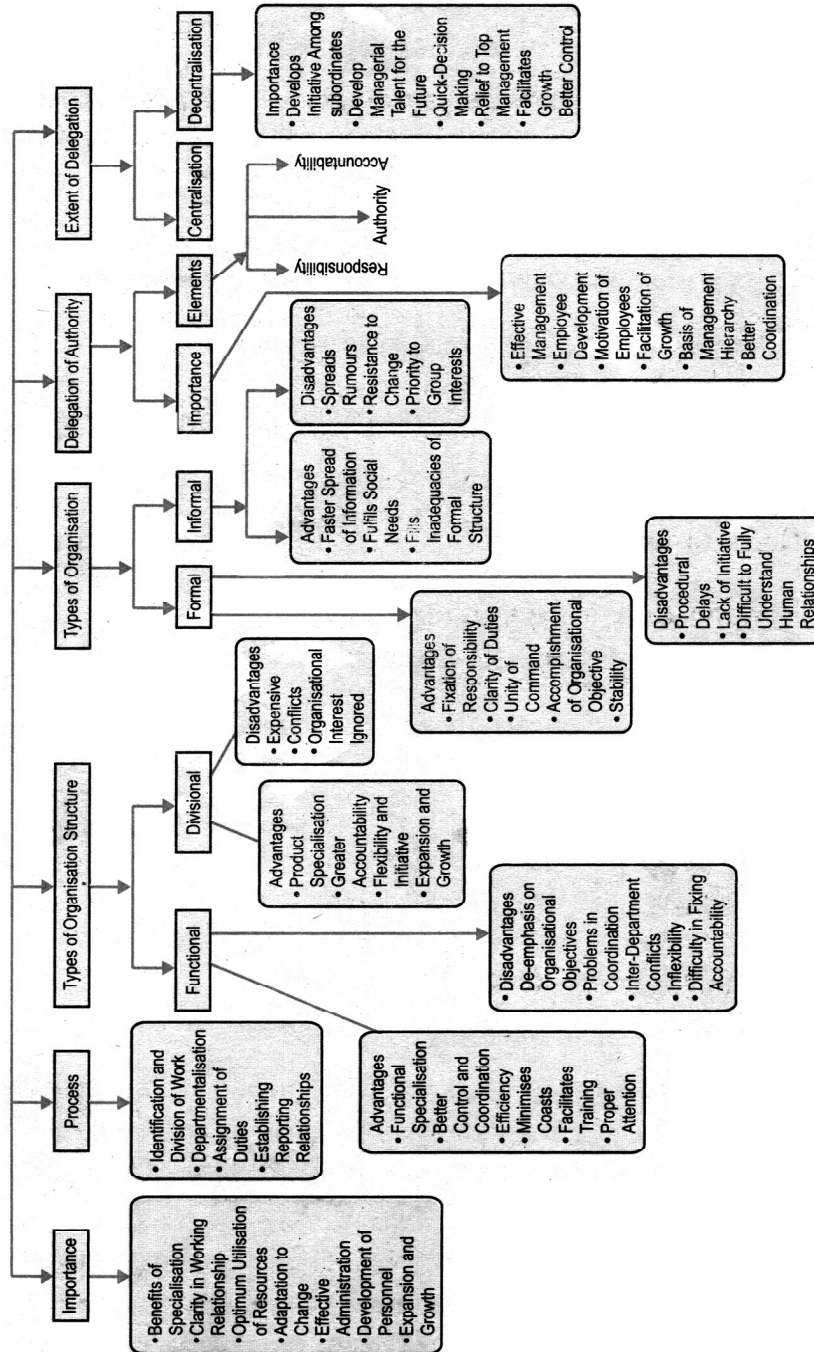 Importance
• Benefits of
Specialisation
• Clarity in Working
Relationship
• Optimum Utilisation
of Resources
• Adaptation to
Change
• Effective
Administration
• Development of
Personnel
• Expansion and
Growth
Process
• Identification and
Division of Work
• Departmentalisation
• Assignment of
Duties
• Establishing
Reporting
Relationships
Types of Organisation Structure
Functional
Advantages
• Functional
Specialisation
• Better
Control and
Coordination
• Efficiency
• Minimises
Coasts
• Facilitates
Training
• Proper
Attention
• Disadvantages
De-emphasis on
Organisational
Objectives
• Problems in
Coordination
• Inter-Department
Conflicts
• Inflexibility
• Difficulty in Fixing
Accountability
Divisional
Advantages
• Product
Specialisation
• Greater
Accountability
• Flexibility and
Initiative
• Expansion and
Growth
Disadvantages
• Expensive
• Conflicts
• Organisational
Interest
Ignored
Types of Organisation
Formal
Advantages
• Fixation of
Responsibility
• Clarity of Duties
• Unity of
Command
• Accomplishment
of Organisational
Objective
• Stability
Disadvantages
• Procedural
Delays
• Lack of Initiative
• Difficult to Fully
Understand
Human
Relationships
Informal
Advantages
• Faster Spread
of Information
• Fulfils Social
Needs
• Fills
Inadequacies of
Formal
Structure
Disadvantages
• Spreads
Rumours
• Resistance to
Change
• Priority to
Group
Interests
Delegation of Authority
Importance
• Effective
Management
• Employee
Development
• Motivation of
Employees
• Facilitation of
Growth
• Basis of
Management
Hierarchy
• Better
Coordination
Elements
Responsibility
Authority
Accountability
Extent of Delegation
Centralisation
Decentralisation
Importance
• Develops
Initiative Among
subordinates
• Develop
Managerial
Talent for the
Future
• Quick-Decision
Making
• Relief to Top
Management
• Facilitates
Growth
Better Control